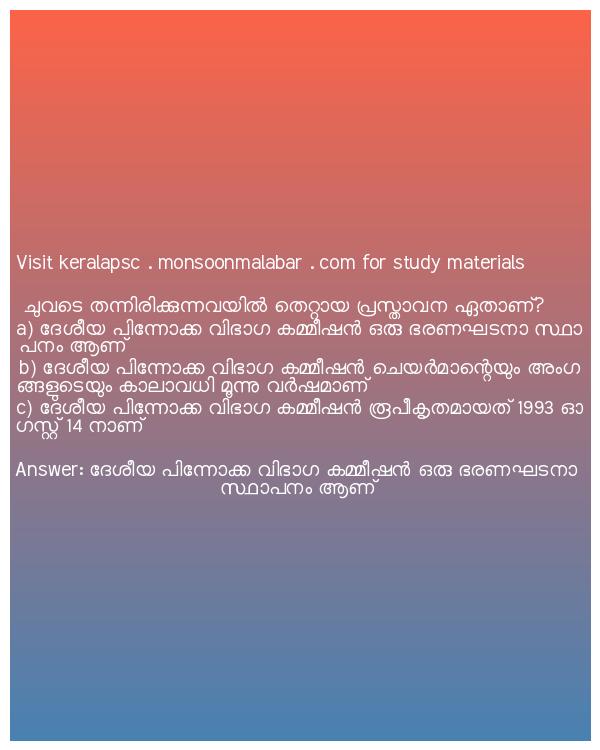 Visit keralapsc . monsoonmalabar . com for study materials
ചുവടെ തന്നിരിക്കുന്നവയിൽ തെറ്റായ പ്രസ്താവന ഏതാണ്?
a) ദേശീയ പിന്നോക്ക വിഭാഗ കമ്മീഷൻ ഒരു ഭരണഘടനാ സ്ഥാ
പനം ആണ്
b) ദേശീയ പിന്നോക്ക വിഭാഗ കമ്മീഷൻ ചെയർമാന്റെയും അംഗ
ങ്ങളുടെയും കാലാവധി മൂന്നു വർഷമാണ്
c) ദേശീയ പിന്നോക്ക വിഭാഗ കമ്മീഷൻ രൂപീകൃതമായത് 1993 ഓ
ഗസ്റ്റ് 14 നാണ്
Answer: ദേശീയ പിന്നോക്ക വിഭാഗ കമ്മീഷൻ ഒരു ഭരണഘടനാ
സ്ഥാപനം ആണ്